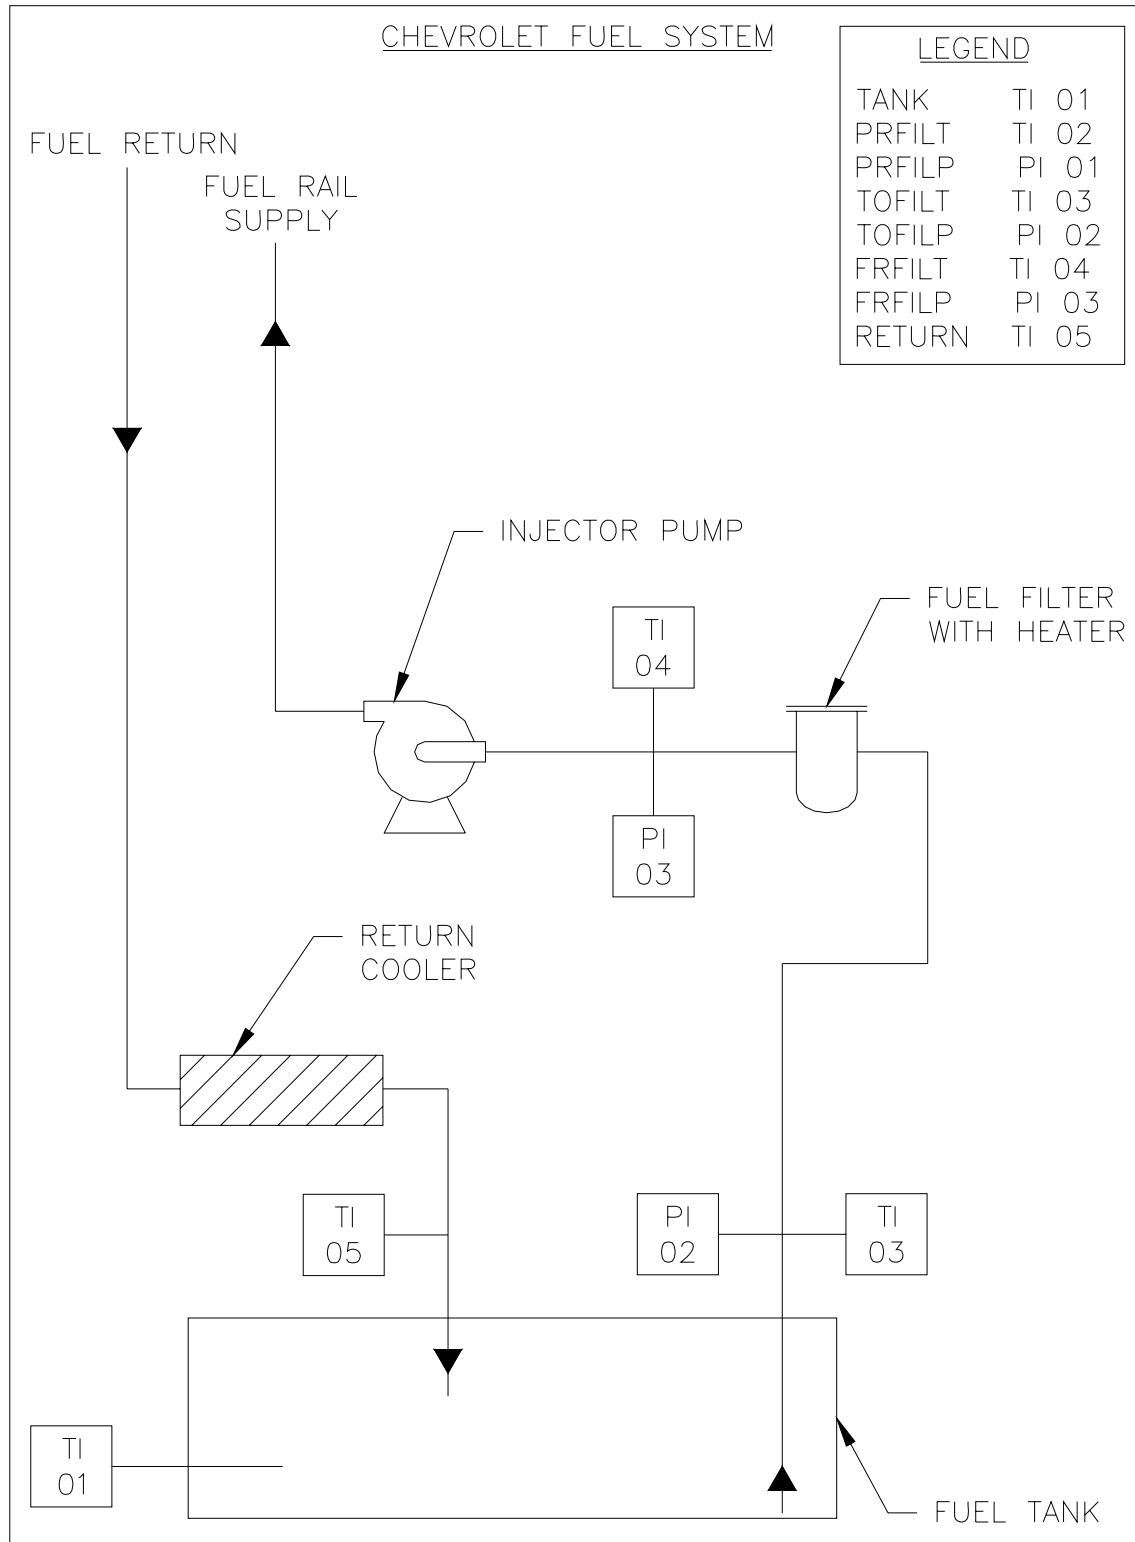 CHEVROLET FUEL SYSTEM
LEGEND
TANK TI 01
PRFILT TI 02
PRFILP PI 01
TOFILT TI 03
TOFILP PI 02
FRFILT TI 04
FRFILP PI 03
RETURN TI 05
FUEL RETURN
FUEL RAIL
SUPPLY
INJECTOR PUMP
FUEL FILTER
WITH HEATER
TI
04
PI
03
RETURN
COOLER
TI
05
PI
02
TI
03
TI
01
FUEL TANK